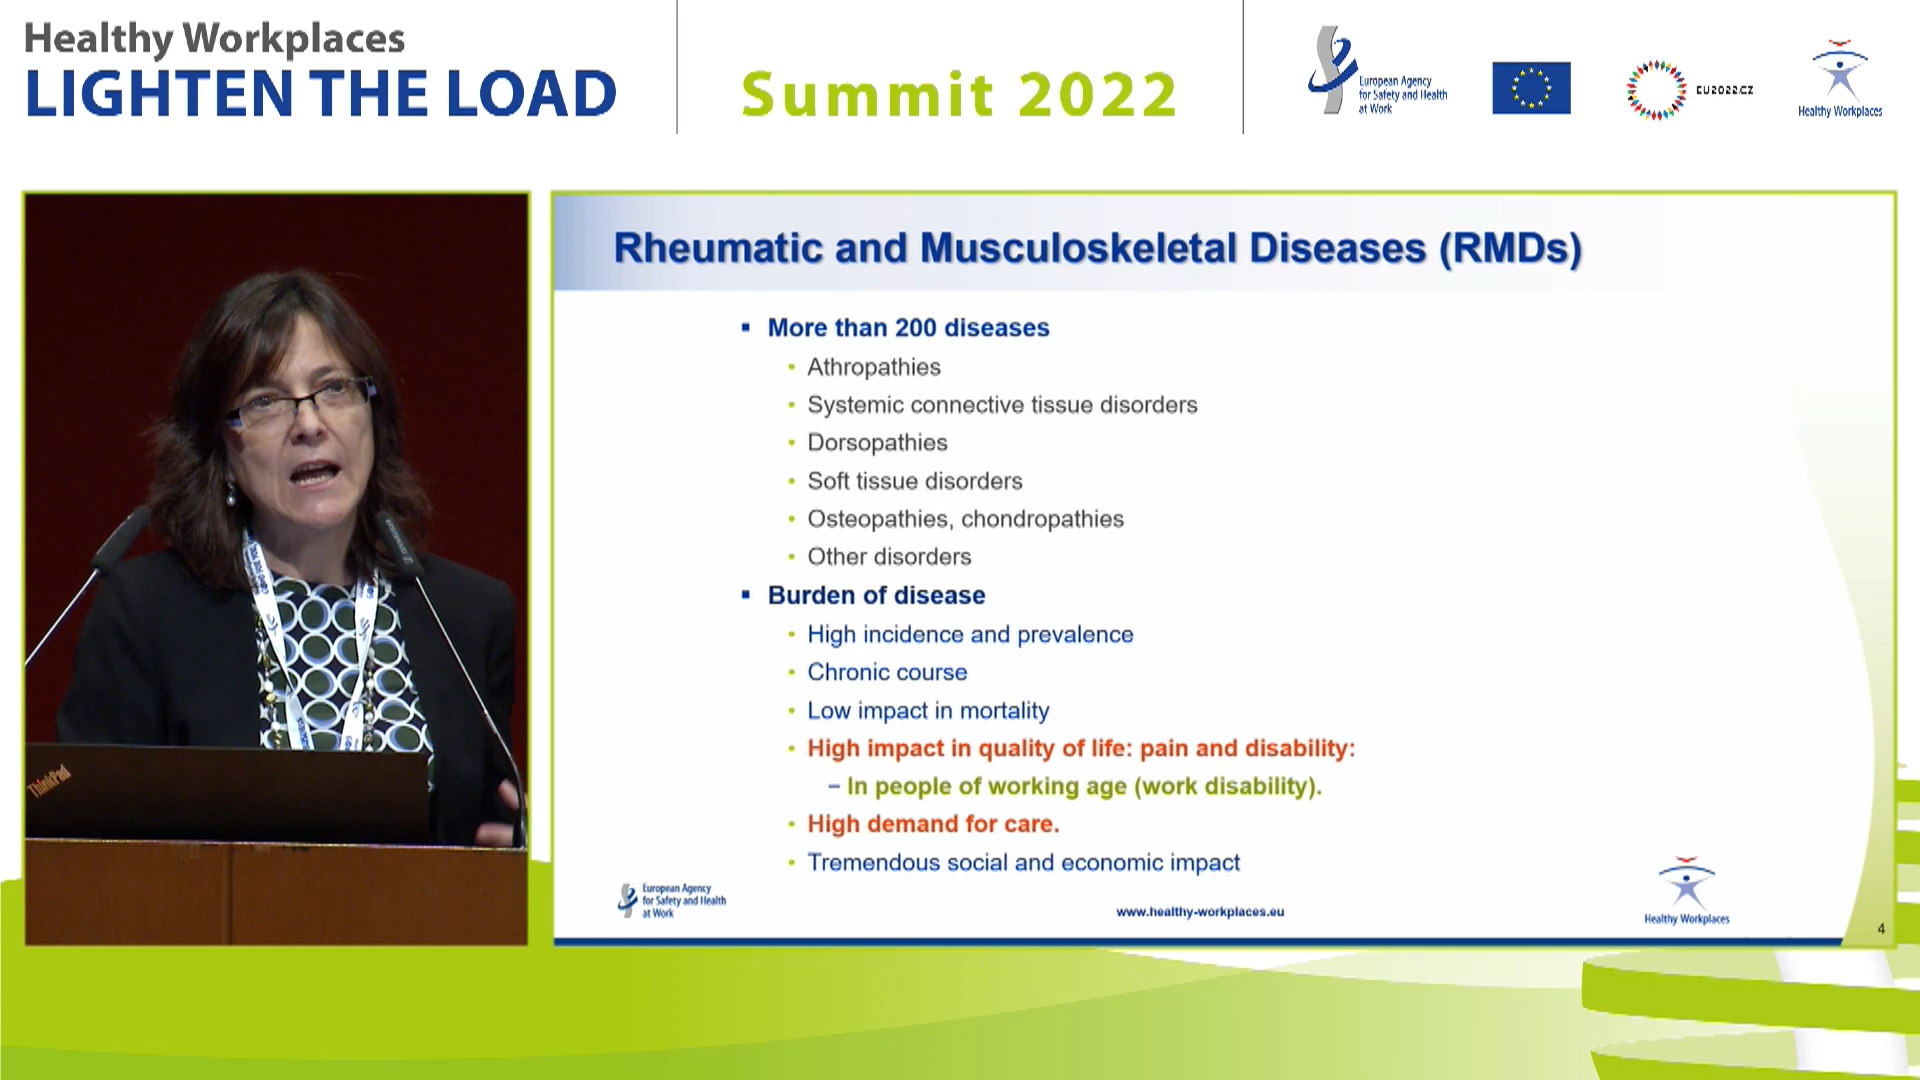 Healthy Workplaces
LIGHTEN THE LOAD
Summit 2022
European Agency
for Safety and Health
at Work
EU2022.CZ
Healthy Workplaces
ThinkPad
Rheumatic and Musculoskeletal Diseases (RMDs)
▪ More than 200 diseases
• Athropathies
• Systemic connective tissue disorders
• Dorsopathies
• Soft tissue disorders
• Osteopathies, chondropathies
• Other disorders
▪ Burden of disease
• High incidence and prevalence
• Chronic course
• Low impact in mortality
• High impact in quality of life: pain and disability:
– In people of working age (work disability).
• High demand for care.
• Tremendous social and economic impact
European Agency
for Safety and Health
at Work
www.healthy-workplaces.eu
Healthy Workplaces
4